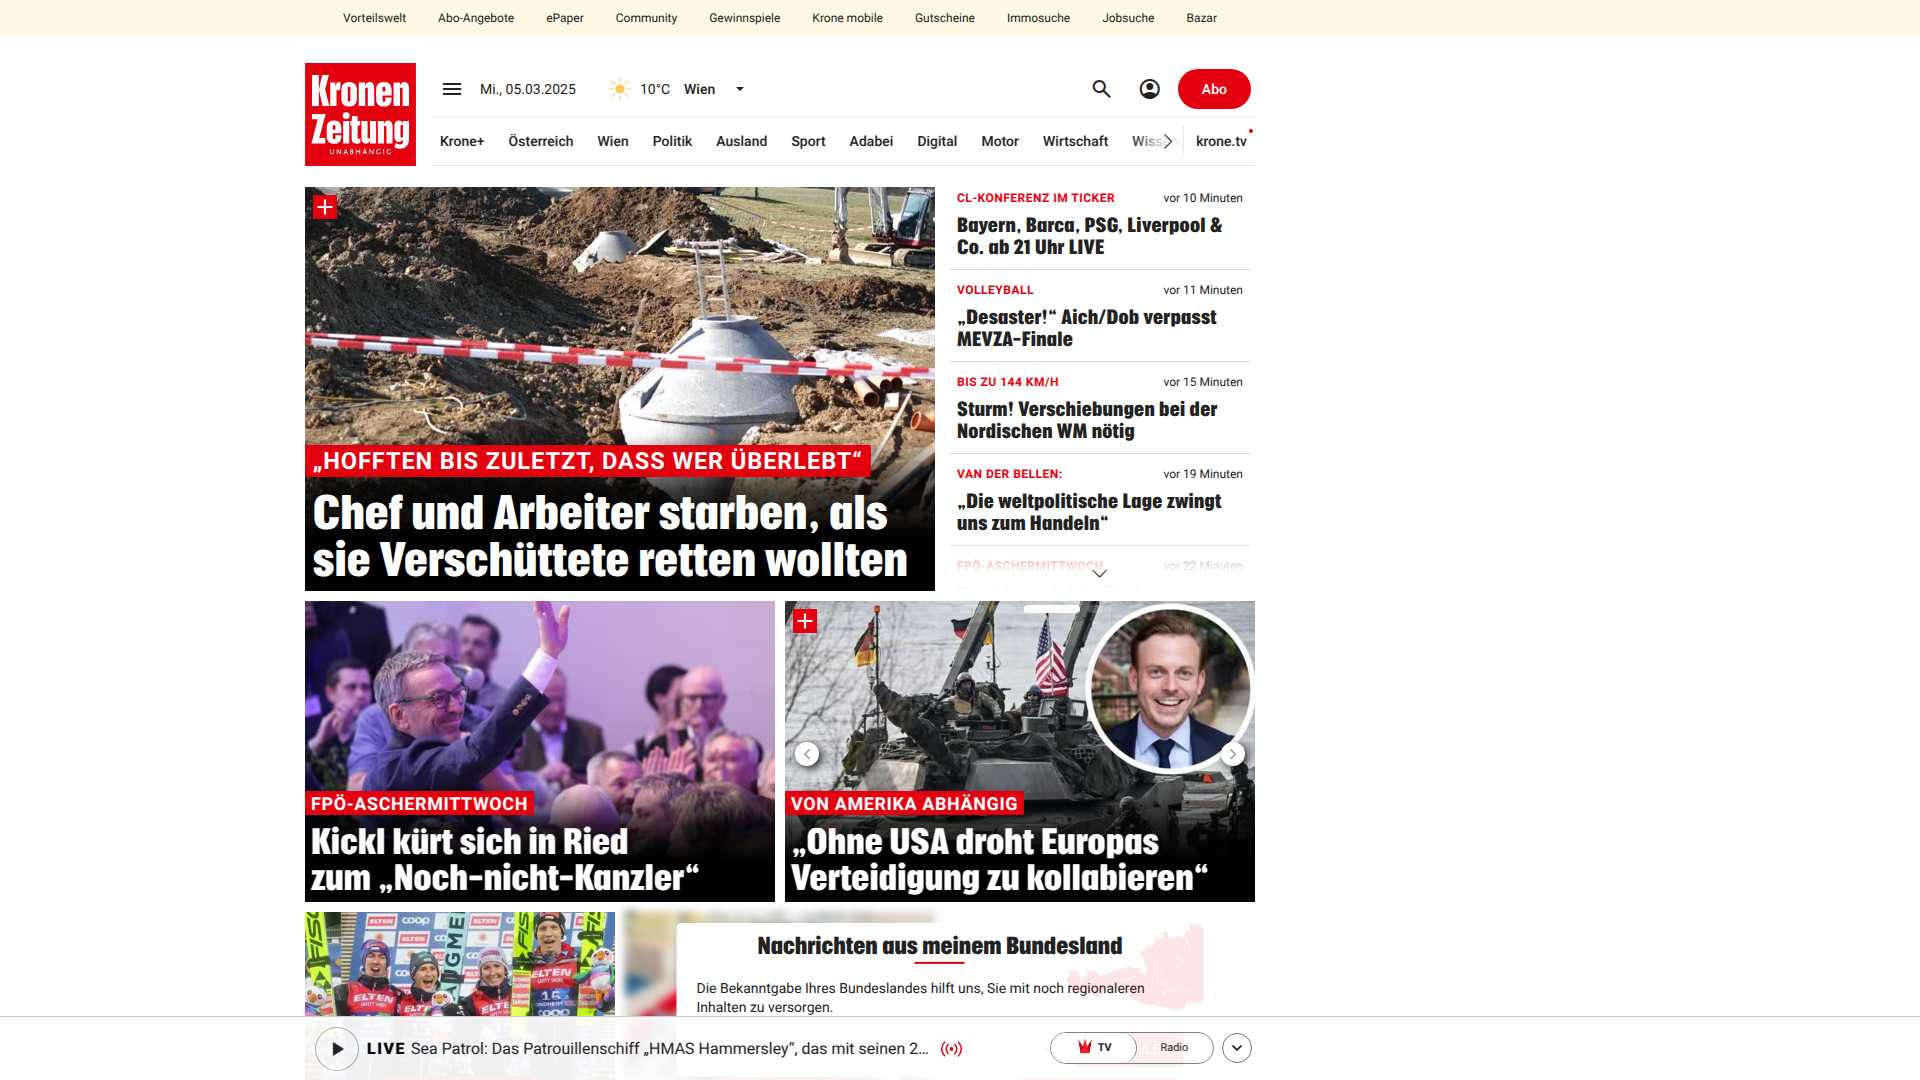 Vorteilswelt Abo-Angebote ePaper Community Gewinnspiele Krone mobile Gutscheine Immosuche Jobsuche Bazar
Kronen
Zeitung
UNABHÄNGIG
Mi., 05.03.2025 10°C Wien
Abo
Krone+ Österreich Wien Politik Ausland Sport Adabei Digital Motor Wirtschaft krone.tv
„HOFFTEN BIS ZULETZT, DASS WER ÜBERLEBT“
Chef und Arbeiter starben, als
sie Verschüttete retten wollten
CL-KONFERENZ IM TICKER vor 10 Minuten
Bayern, Barca, PSG, Liverpool &
Co. ab 21 Uhr LIVE
VOLLEYBALL vor 11 Minuten
„Desaster!“ Aich/Dob verpasst
MEVZA-Finale
BIS ZU 144 KM/H vor 15 Minuten
Sturm! Verschiebungen bei der
Nordischen WM nötig
VAN DER BELLEN: vor 19 Minuten
„Die weltpolitische Lage zwingt
uns zum Handeln“
FPÖ-ASCHERMITTWOCH vor 22 Minuten
FPÖ-ASCHERMITTWOCH
Kickl kürt sich in Ried
zum „Noch-nicht-Kanzler“
VON AMERIKA ABHÄNGIG
„Ohne USA droht Europas
Verteidigung zu kollabieren“
Nachrichten aus meinem Bundesland
Die Bekanntgabe Ihres Bundeslandes hilft uns, Sie mit noch regionaleren
Inhalten zu versorgen.
LIVE Sea Patrol: Das Patrouillenschiff „HMAS Hammersley“, das mit seinen 2...
TV Radio